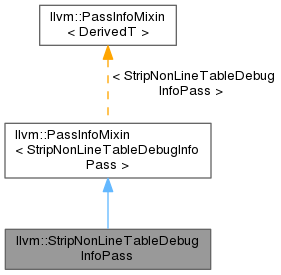 llvm::PassInfoMixin
< DerivedT >
< StripNonLineTableDebug
InfoPass >
llvm::PassInfoMixin
< StripNonLineTableDebugInfo
Pass >
llvm::StripNonLineTableDebug
InfoPass